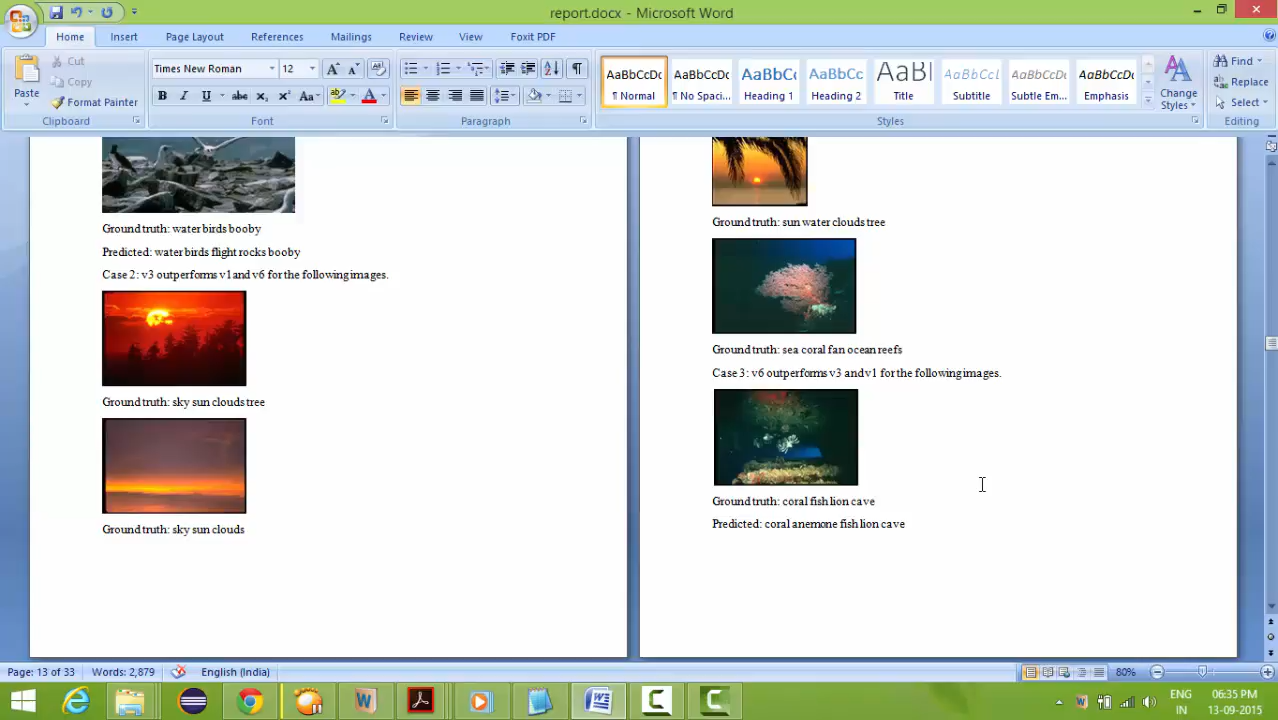 report.docx - Microsoft Word
Home Insert Page Layout References Mailings Review View Foxit PDF
Paste
Cut
Copy
Format Painter
Clipboard
Times New Roman 12
Font
Paragraph
AaBbCcDc ¶ Normal
AaBbCcDc ¶ No Spaci...
AaBbCc Heading 1
AaBbCc Heading 2
AaBl Title
AaBbCcL Subtitle
AaBbCcDc Subtle Em...
AaBbCcDc Emphasis
Change Styles
Styles
Find
Replace
Select
Editing
Ground truth: water birds booby
Predicted: water birds flight rocks booby
Case 2: v3 outperforms v1and v6 for the following images.
Ground truth: sky sun clouds tree
Ground truth: sky sun clouds
Ground truth: sun water clouds tree
Ground truth: sea coral fan ocean reefs
Case 3: v6 outperforms v3 and v1 for the following images.
Ground truth: coral fish lion cave
Predicted: coral anemone fish lion cave
Page: 13 of 33 Words: 2,879 English (India) 80%
ENG 06:35 PM
IN 13-09-2015